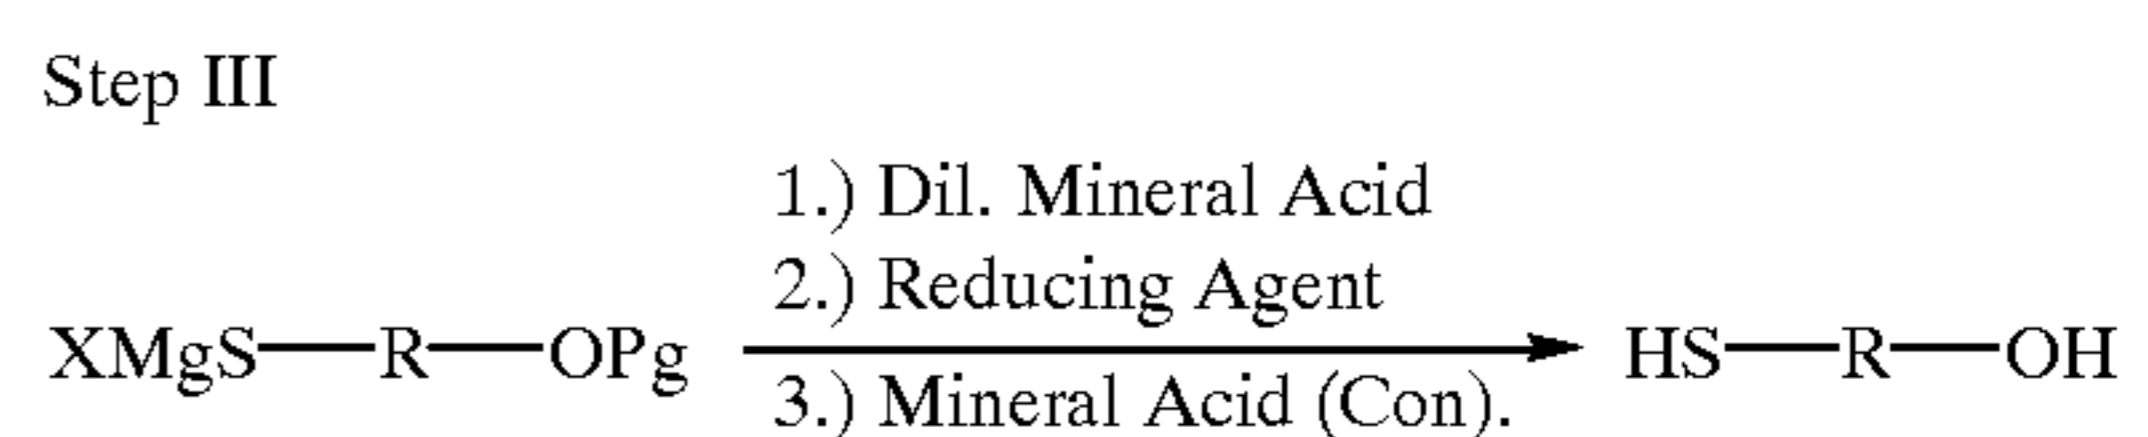 Step III
1.) Dil. Mineral Acid
2.) Reducing Agent
XMgS—R—OPg HS—R—OH
3.) Mineral Acid (Con).